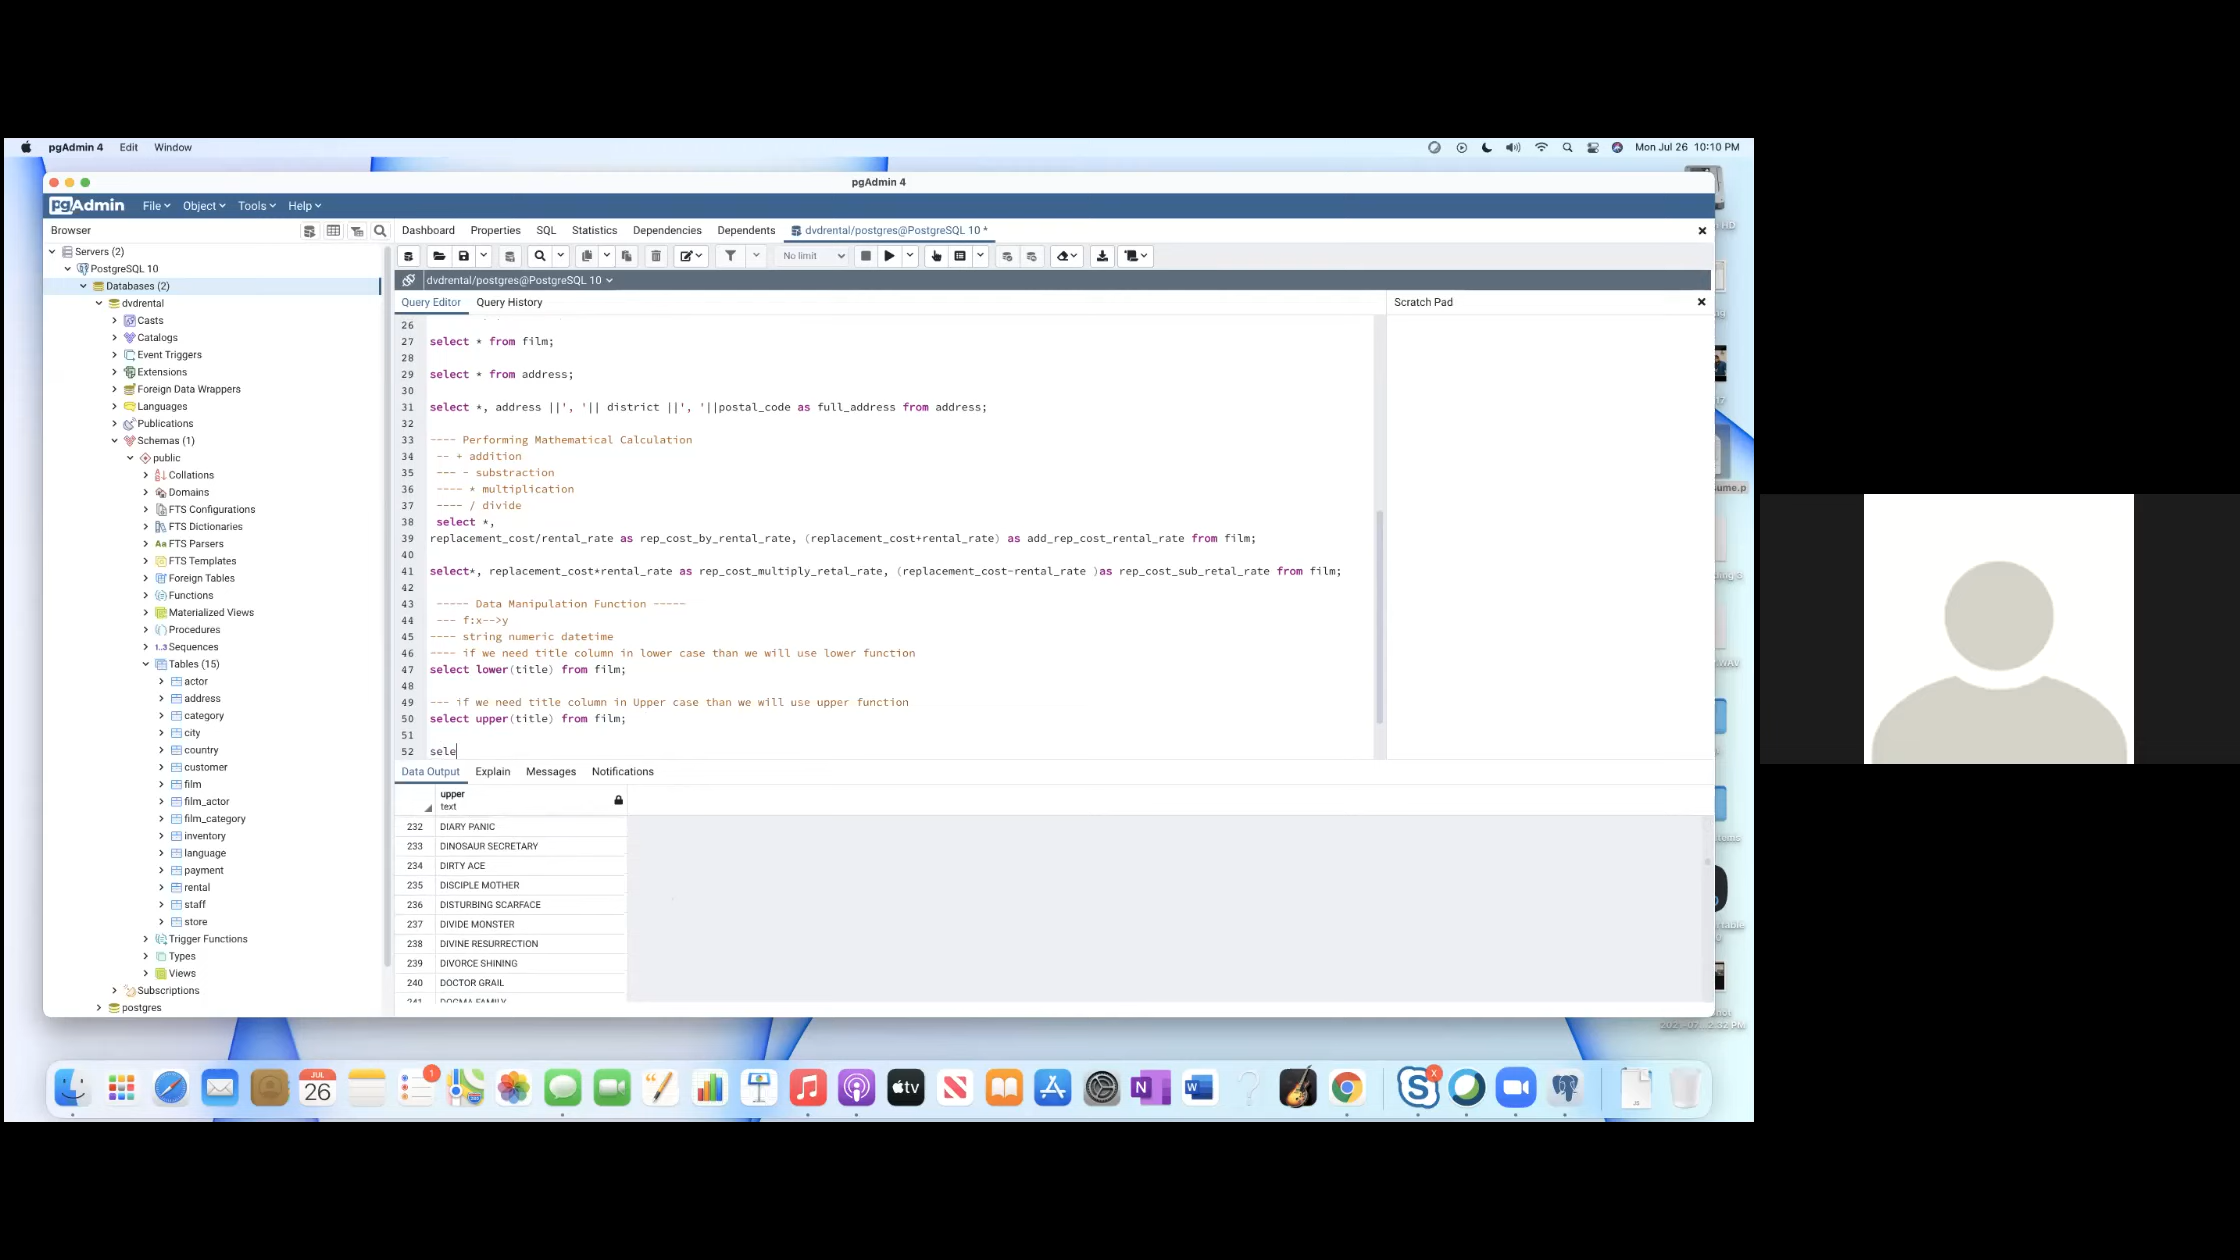 pgAdmin 4 Edit Window Mon Jul 26 10:10 PM
pgAdmin 4
pgAdmin File Object Tools Help
Browser Dashboard Properties SQL Statistics Dependencies Dependents dvdrental/postgres@PostgreSQL 10 *
No limit
dvdrental/postgres@PostgreSQL 10
Query Editor Query History Scratch Pad
Servers (2)
PostgreSQL 10
Databases (2)
dvdrental
Casts
Catalogs
Event Triggers
Extensions
Foreign Data Wrappers
Languages
Publications
Schemas (1)
public
Collations
Domains
FTS Configurations
FTS Dictionaries
Aa FTS Parsers
FTS Templates
Foreign Tables
Functions
Materialized Views
Procedures
1..3 Sequences
Tables (15)
actor
address
category
city
country
customer
film
film_actor
film_category
inventory
language
payment
rental
staff
store
Trigger Functions
Types
Views
Subscriptions
postgres
26
27 select * from film;
28
29 select * from address;
30
31 select *, address ||', '|| district ||', '||postal_code as full_address from address;
32
33 ---- Performing Mathematical Calculation
34 -- + addition
35 --- - substraction
36 ---- * multiplication
37 ---- / divide
38 select *,
39 replacement_cost/rental_rate as rep_cost_by_rental_rate, (replacement_cost+rental_rate) as add_rep_cost_rental_rate from film;
40
41 select*, replacement_cost*rental_rate as rep_cost_multiply_retal_rate, (replacement_cost-rental_rate )as rep_cost_sub_retal_rate from film;
42
43 ----- Data Manipulation Function -----
44 --- f:x-->y
45 ---- string numeric datetime
46 ---- if we need title column in lower case than we will use lower function
47 select lower(title) from film;
48
49 --- if we need title column in Upper case than we will use upper function
50 select upper(title) from film;
51
52 sele
Data Output Explain Messages Notifications
upper
text
232 DIARY PANIC
233 DINOSAUR SECRETARY
234 DIRTY ACE
235 DISCIPLE MOTHER
236 DISTURBING SCARFACE
237 DIVIDE MONSTER
238 DIVINE RESURRECTION
239 DIVORCE SHINING
240 DOCTOR GRAIL
241 DOGMA FAMILY
JUL
26
1
tv
N
W
S
X
JS